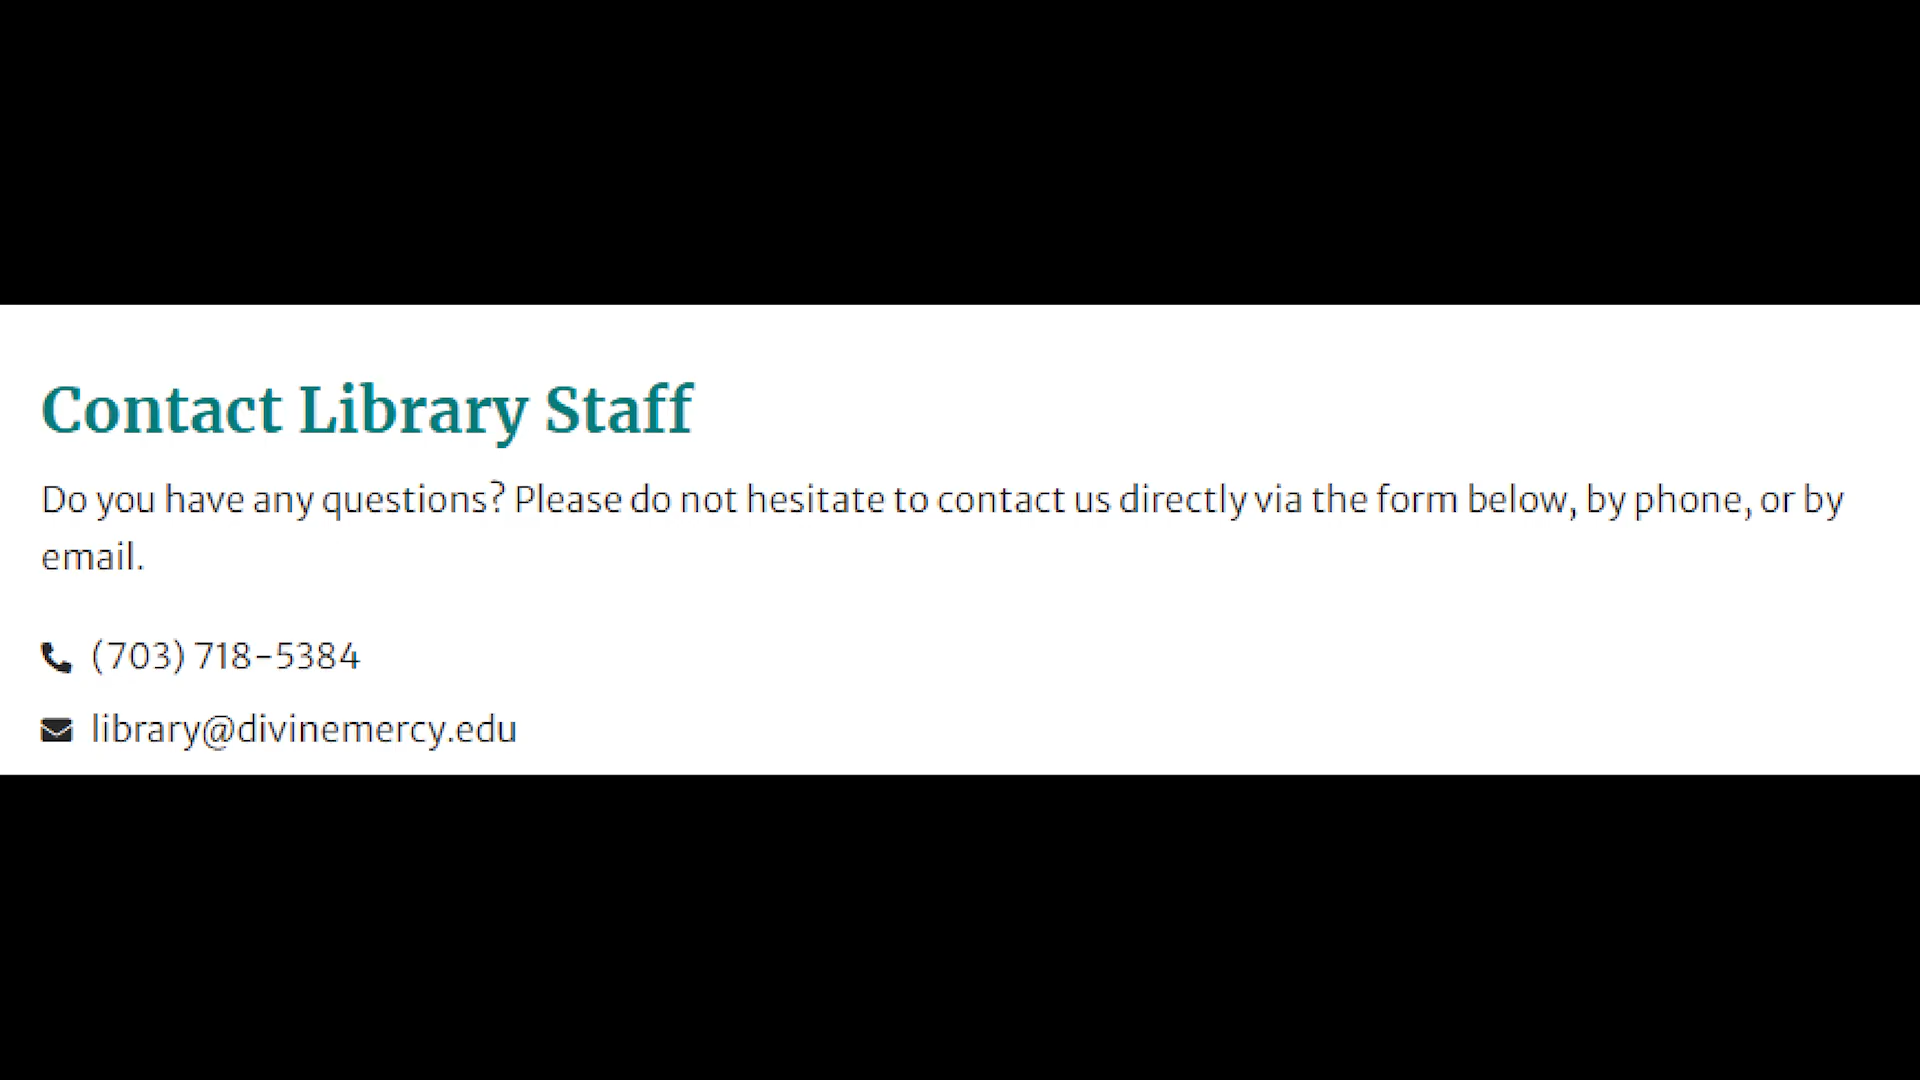 Contact Library Staff
Do you have any questions? Please do not hesitate to contact us directly via the form below, by phone, or by
email.
(703) 718-5384
library@divinemercy.edu